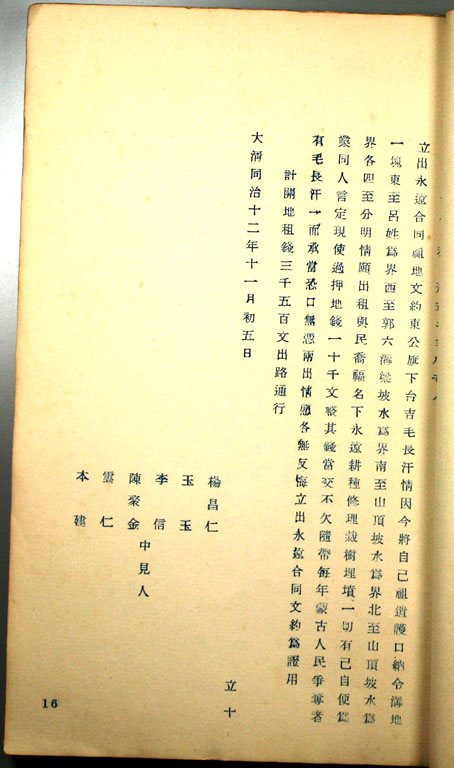 立出永遠合同租地文約東公旗下台吉毛長汗情因今將自己祖遺護口納令溝地
一塊東至呂姓爲界西至郭六溝樑坡水爲界南至山頂坡水爲界北至山頂坡水爲
界各四至分明情願出租與民喬福名下永遠耕種修理栽樹埋墳一切有己自便爲
業同人言定現使過押地錢一十千文整其錢當交不欠隨帶每年蒙古人民爭奪者
有毛長汗一面承當恐口無憑兩出情愿各無反悔立出永遠合同文約爲證用
計開地租錢三千五百文出路通行
大清同治十二年十一月初五日
立十
楊昌仁
玉玉
李信
陳聚金
中見人
雲仁
本建
16